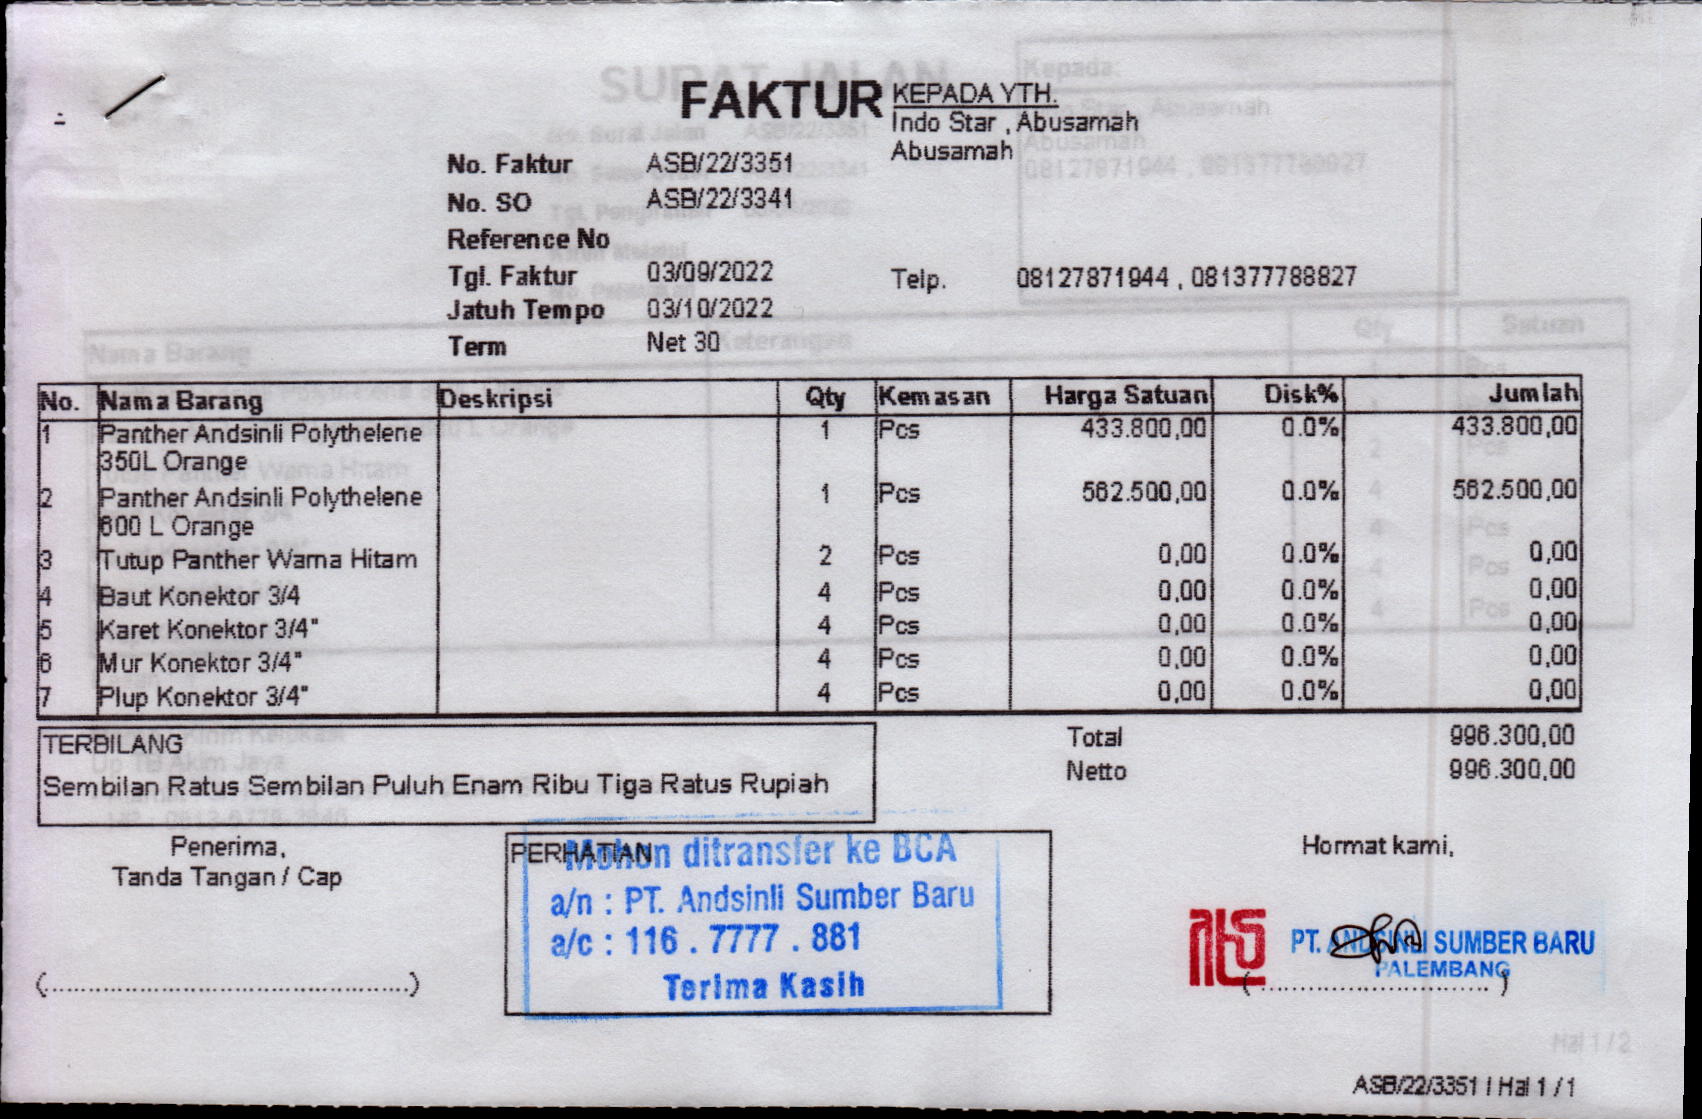 FAKTUR
KEPADA YTH.
Indo Star , Abusamah
Abusamah
No. Faktur ASB/22/3351
No. SO ASB/22/3341
Reference No
Tgl. Faktur 03/09/2022
Telp. 08127871944 , 081377788827
Jatuh Tempo 03/10/2022
Term Net 30
No. Nama Barang Deskripsi Qty Kemasan Harga Satuan Disk% Jumlah
1 Panther Andsinli Polythelene 1 Pcs 433.800,00 0.0% 433.800,00
350L Orange
2 Panther Andsinli Polythelene 1 Pcs 562.500,00 0.0% 562.500,00
600 L Orange
3 Tutup Panther Warna Hitam 2 Pcs 0,00 0.0% 0,00
4 Baut Konektor 3/4 4 Pcs 0,00 0.0% 0,00
5 Karet Konektor 3/4" 4 Pcs 0,00 0.0% 0,00
6 Mur Konektor 3/4" 4 Pcs 0,00 0.0% 0,00
7 Plup Konektor 3/4" 4 Pcs 0,00 0.0% 0,00
TERBILANG
Sembilan Ratus Sembilan Puluh Enam Ribu Tiga Ratus Rupiah
Total 996.300,00
Netto 996.300,00
Penerima,
Tanda Tangan / Cap
(..............................................)
PERHATIAN
Mohon ditransfer ke BCA
a/n : PT. Andsinli Sumber Baru
a/c : 116 . 7777 . 881
Terima Kasih
Hormat kami,
PT. ANDSINLI SUMBER BARU
PALEMBANG
(..............................)
ASB/22/3351 / Hal 1 / 1